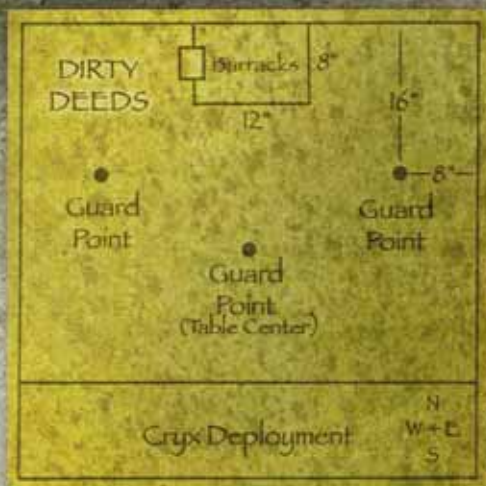 DIRTY
DEEDS
Barracks
8"
12"
16"
8"
Guard
Point
Guard
Point
Guard
Point
(Table Center)
Cryx Deployment
N
W + E
S